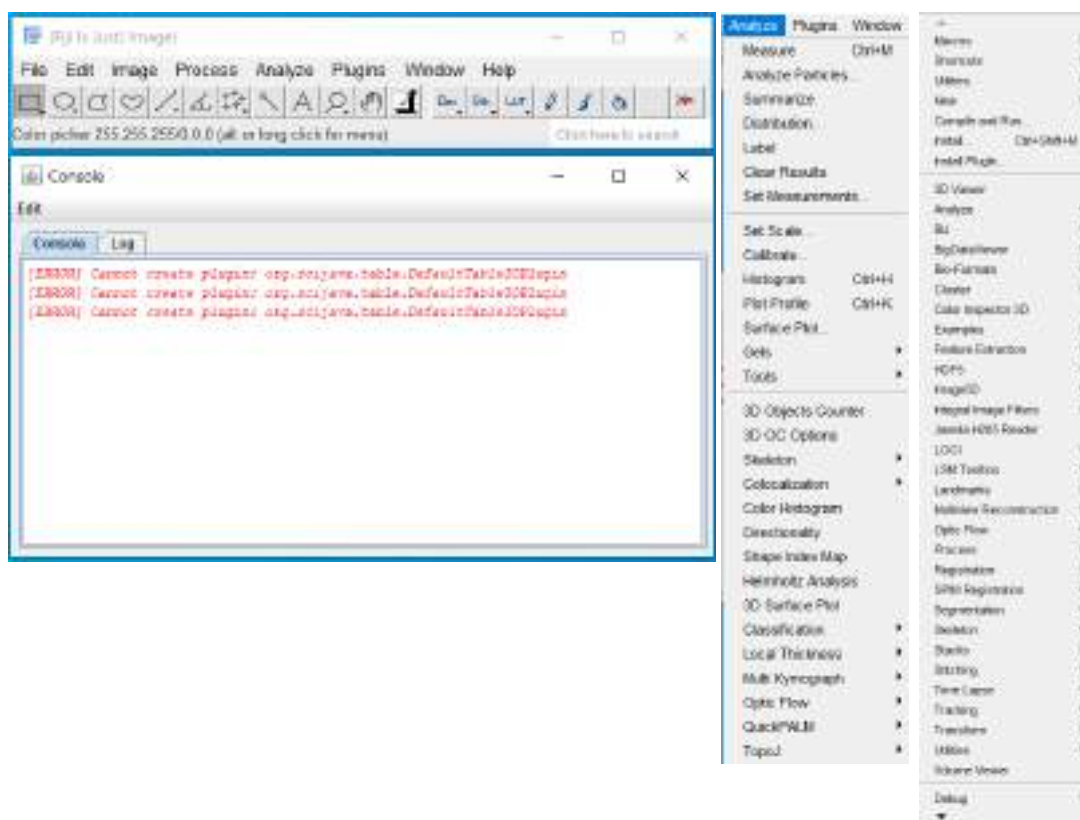 (Fiji Is Just) ImageJ
File Edit Image Process Analyze Plugins Window Help
Dev. Stk. LUT
Color picker 255.255.255/0.0.0 (alt or long click for menu)
Click here to search
Console
Edit
Console Log
[ERROR] Cannot create plugin: org.scijava.table.DefaultTableIOPlugin
[ERROR] Cannot create plugin: org.scijava.table.DefaultTableIOPlugin
[ERROR] Cannot create plugin: org.scijava.table.DefaultTableIOPlugin
Analyze Plugins Window
Measure Ctrl+M
Analyze Particles...
Summarize
Distribution...
Label
Clear Results
Set Measurements...
Set Scale...
Calibrate...
Histogram Ctrl+H
Plot Profile Ctrl+K
Surface Plot...
Gels
Tools
3D Objects Counter
3D OC Options
Skeleton
Colocalization
Color Histogram
Directionality
Shape Index Map
Helmholtz Analysis
3D Surface Plot
Classification
Local Thickness
Multi Kymograph
Optic Flow
QuickPALM
TopoJ
Macros
Shortcuts
Utilities
New
Compile and Run...
Install... Ctrl+Shift+M
Install Plugin...
3D Viewer
Analyze
BigDataViewer
Bio-Formats
Cluster
Color Inspector 3D
Examples
Feature Extraction
HDF5
Image3D
Integral Image Filters
LOCI
LSM Toolbox
Landmarks
Multiview Reconstruction
Optic Flow
Process
Registration
SPIM Registration
Segmentation
Skeleton
Stacks
Stitching
Time Lapse
Tracking
Transform
Utilities
Volume Viewer
Debug